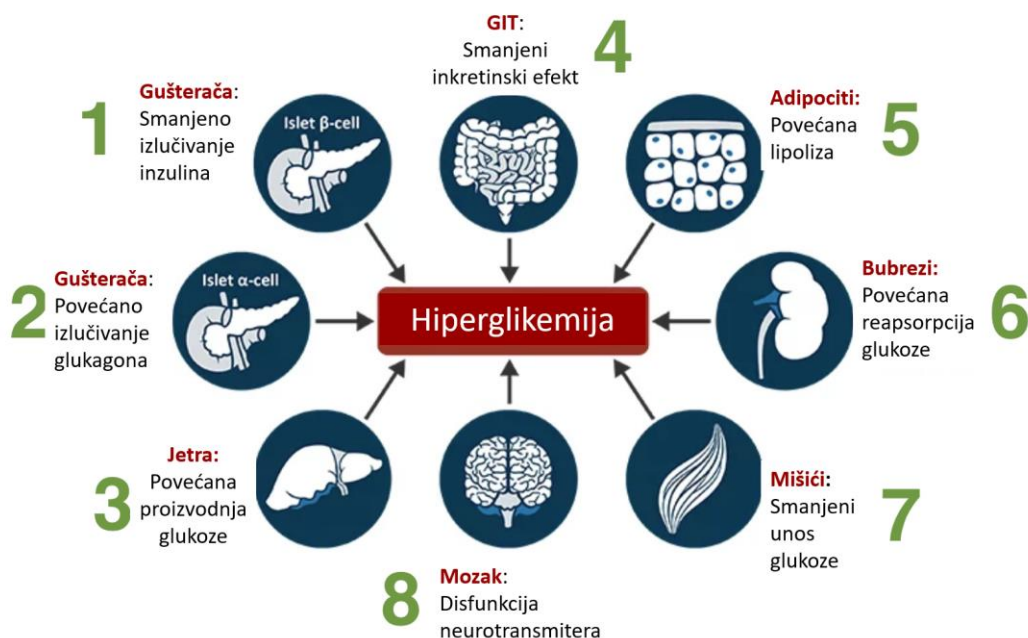 1
Gušterača:
Smanjeno
izlučivanje
inzulina
Islet β-cell
2
Gušterača:
Povećano
izlučivanje
glukagona
Islet α-cell
3
Jetra:
Povećana
proizvodnja
glukoze
GIT:
Smanjeni
inkretinski efekt
4
Adipociti:
Povećana
lipoliza
5
Bubrezi:
Povećana
reapsorpcija
glukoze
6
Mišići:
Smanjeni
unos
glukoze
7
8
Mozak:
Disfunkcija
neurotransmitera
Hiperglikemija